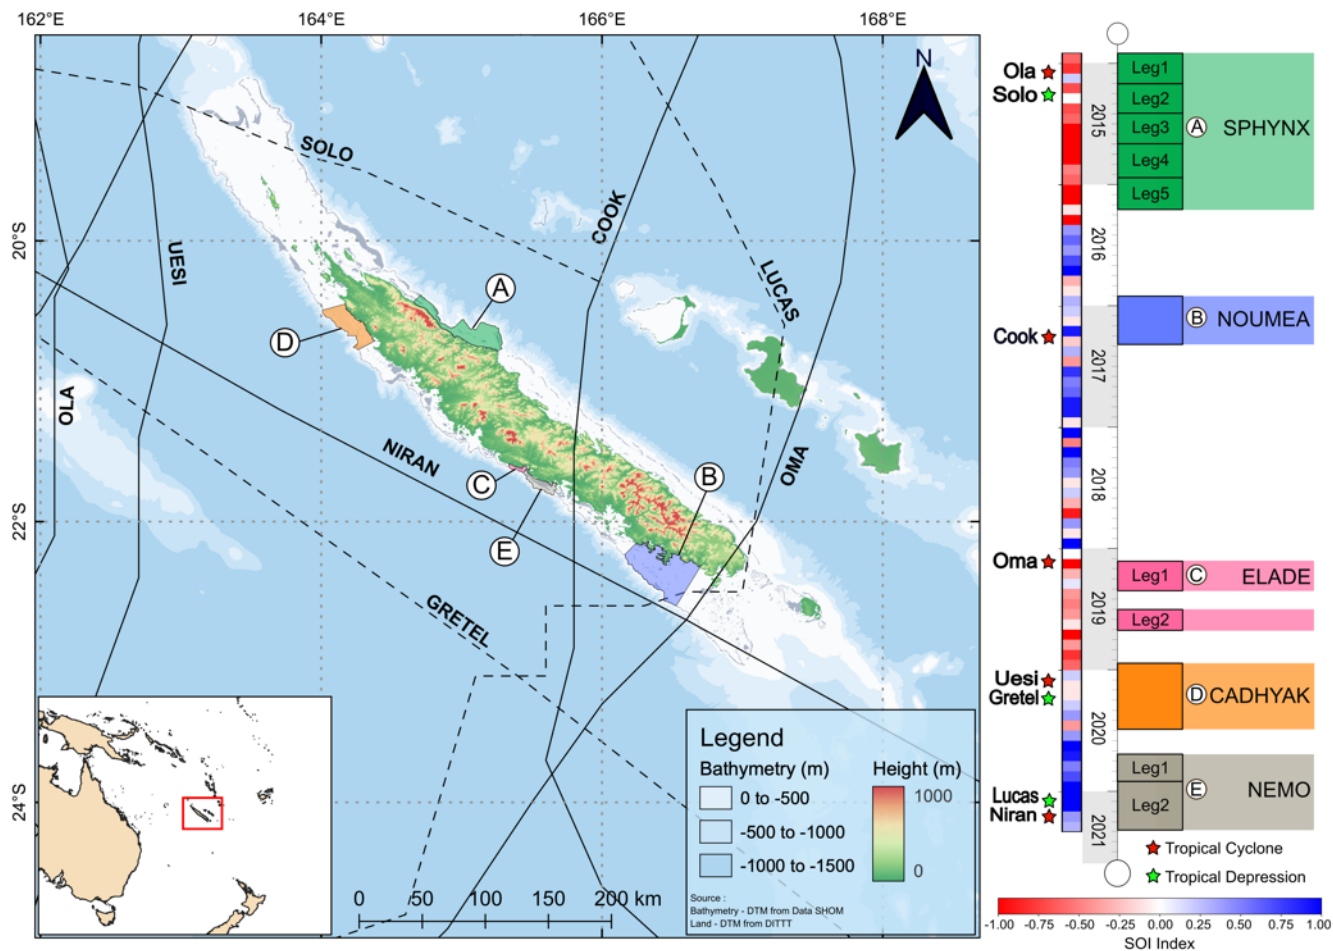 162°E
164°E
166°E
168°E
20°S
22°S
24°S
N
SOLO
COOK
UESI
LUCAS
OLA
OMA
NIRAN
GRETEL
A
B
C
D
E
Legend
Bathymetry (m)
0 to -500
-500 to -1000
-1000 to -1500
Height (m)
1000
0
Source :
Bathymetry - DTM from Data SHOM
Land - DTM from DITTT
0 50 100 150 200 km
Ola
Solo
Cook
Oma
Uesi
Gretel
Lucas
Niran
2015
2016
2017
2018
2019
2020
2021
Leg1
Leg2
Leg3
Leg4
Leg5
A SPHYNX
B NOUMEA
Leg1
C ELADE
Leg2
D CADHYAK
Leg1
Leg2
E NEMO
Tropical Cyclone
Tropical Depression
-1.00 -0.75 -0.50 -0.25 0.00 0.25 0.50 0.75 1.00
SOI Index